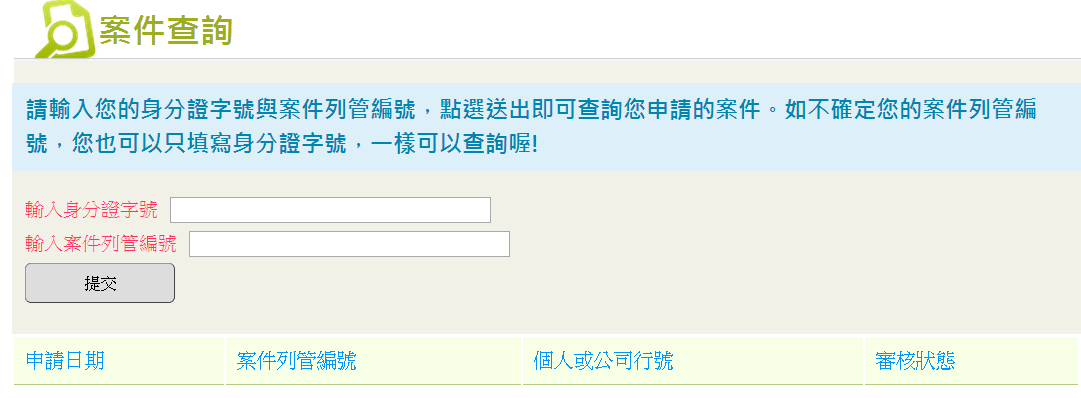 案件查詢
請輸入您的身分證字號與案件列管編號，點選送出即可查詢您申請的案件。如不確定您的案件列管編
號，您也可以只填寫身分證字號，一樣可以查詢喔!
輸入身分證字號
輸入案件列管編號
提交
申請日期 案件列管編號 個人或公司行號 審核狀態